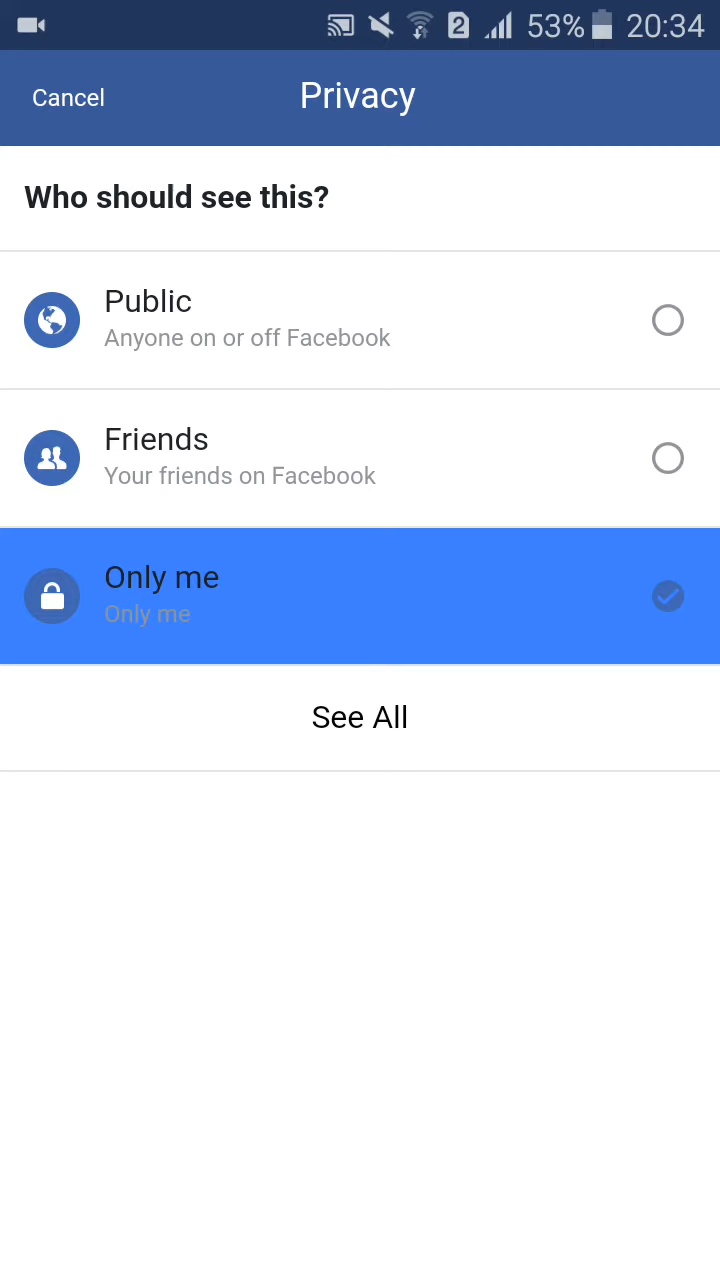 2 53% 20:34
Cancel Privacy
Who should see this?
Public
Anyone on or off Facebook
Friends
Your friends on Facebook
Only me
Only me
See All